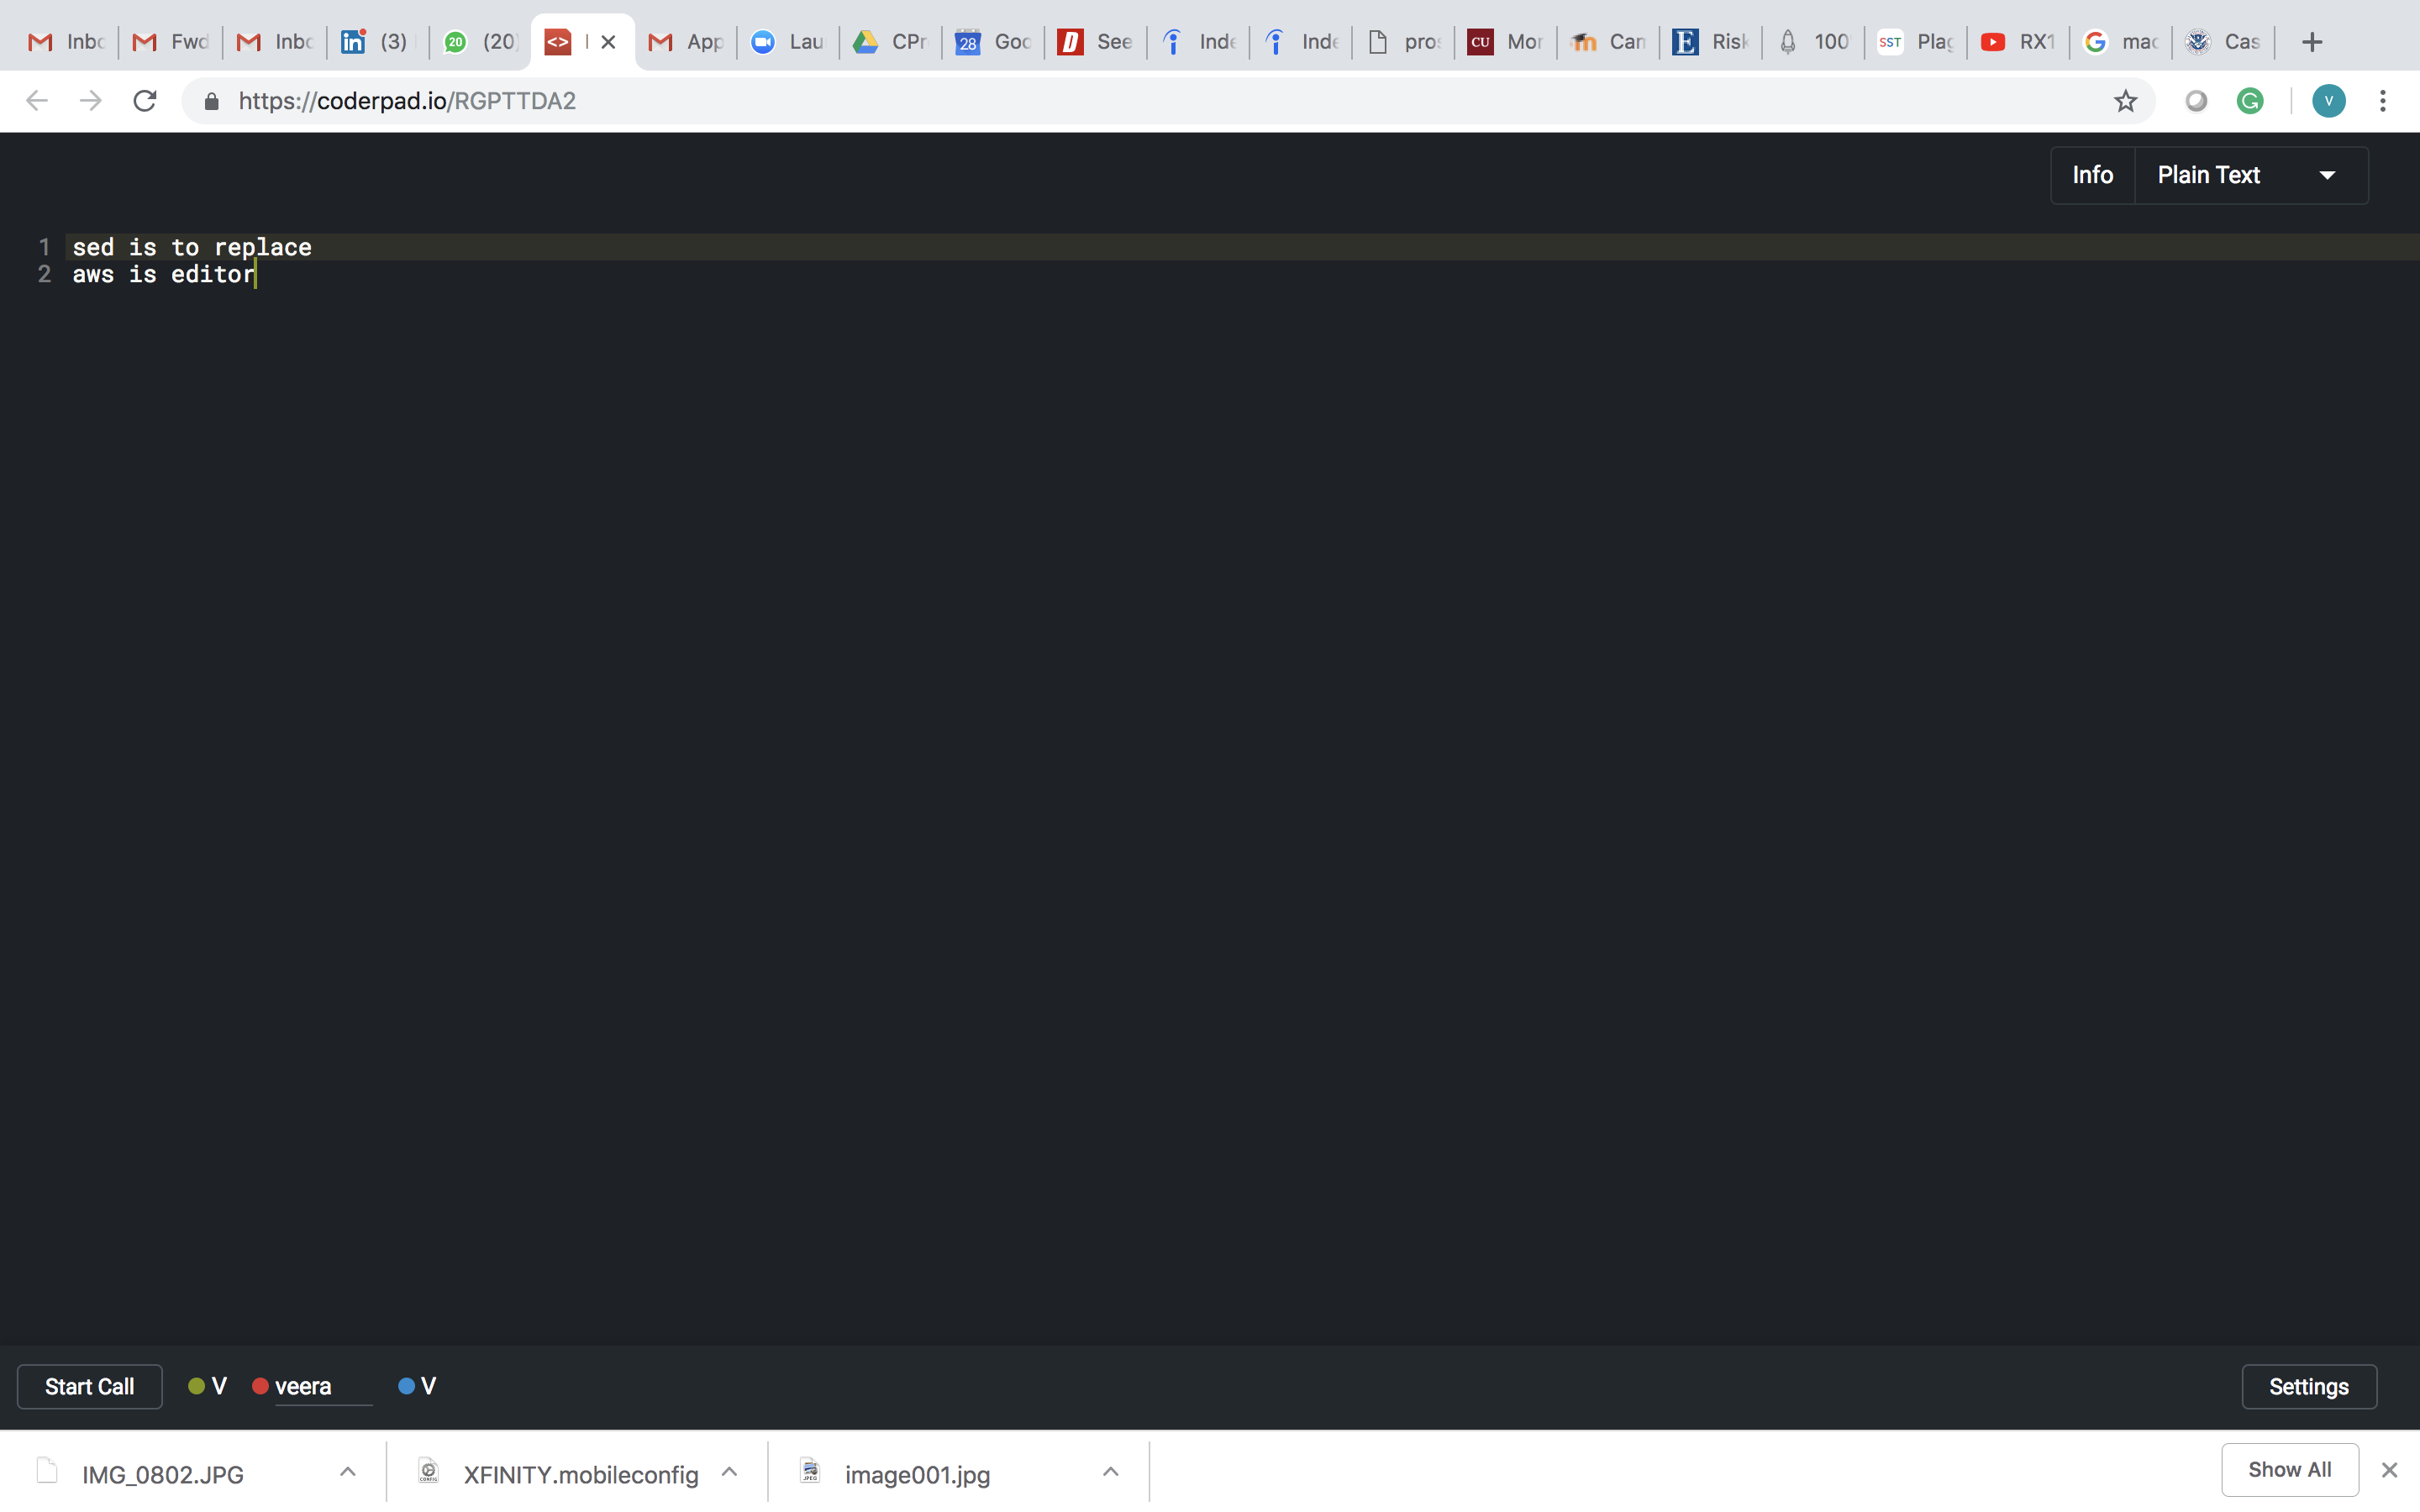 Inbo Fwd Inbo (3) (20) App Lau CPr Goo See Inde Inde pros Mor Can Risk 100 Plag RX1 mac Cas
https://coderpad.io/RGPTTDA2
Info Plain Text
1 sed is to replace
2 aws is editor
Start Call V veera V Settings
IMG_0802.JPG XFINITY.mobileconfig image001.jpg Show All